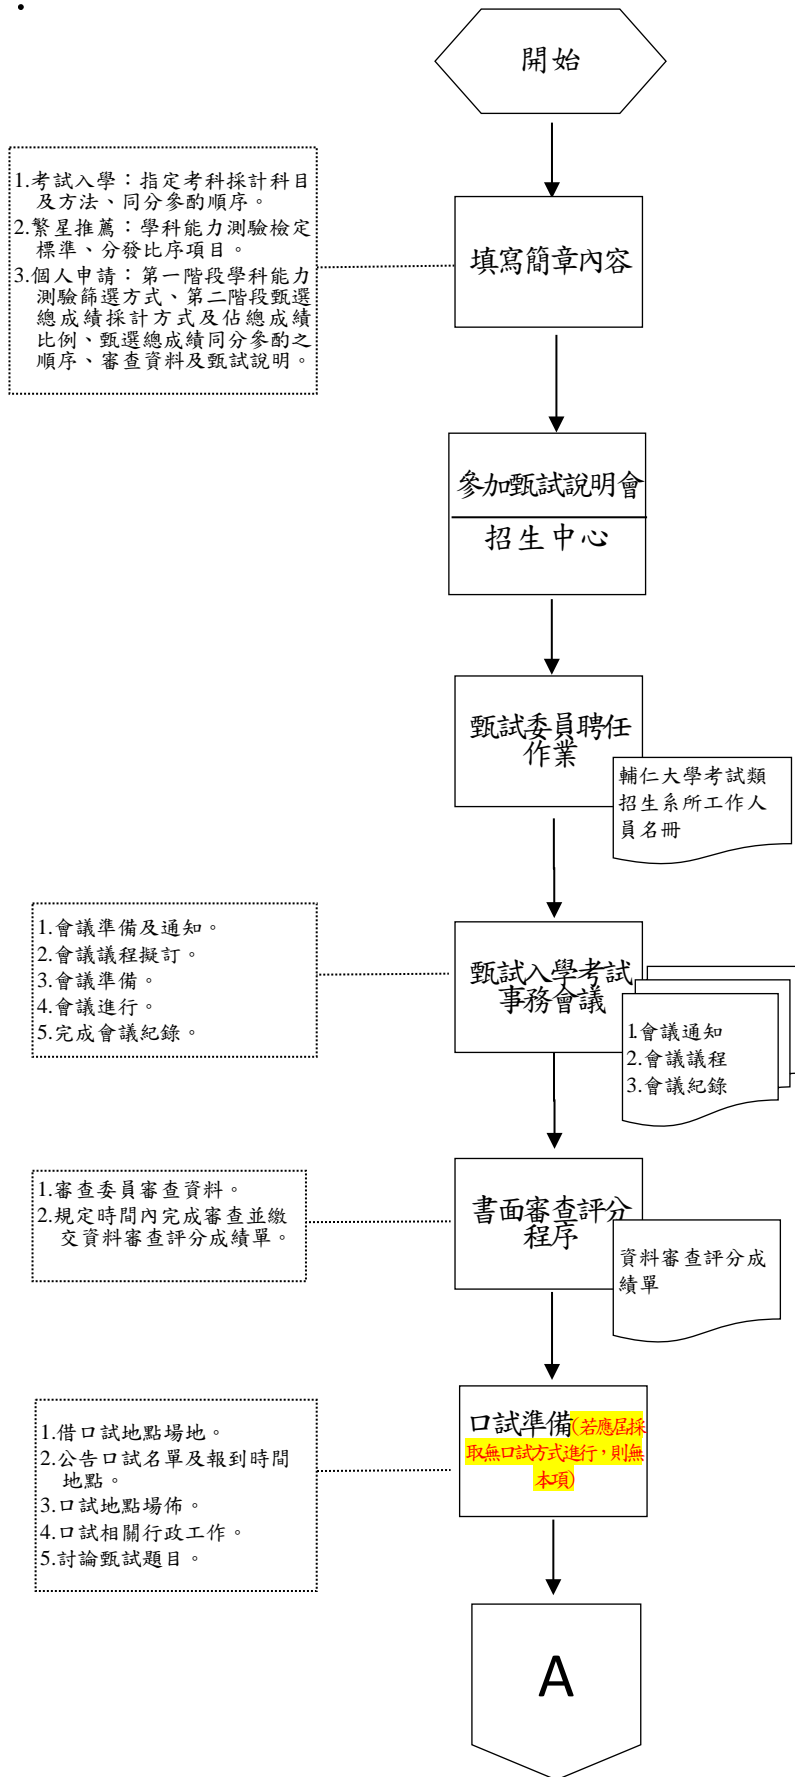 •
開始
1.考試入學：指定考科採計科目
及方法、同分參酌順序。
2.繁星推薦：學科能力測驗檢定
標準、分發比序項目。
3.個人申請：第一階段學科能力
測驗篩選方式、第二階段甄選
總成績採計方式及佔總成績
比例、甄選總成績同分參酌之
順序、審查資料及甄試說明。
填寫簡章內容
參加甄試說明會
招生中心
甄試委員聘任
作業
輔仁大學考試類
招生系所工作人
員名冊
1.會議準備及通知。
2.會議議程擬訂。
3.會議準備。
4.會議進行。
5.完成會議紀錄。
甄試入學考試
事務會議
1.會議通知
2.會議議程
3.會議紀錄
1.審查委員審查資料。
2.規定時間內完成審查並繳
交資料審查評分成績單。
書面審查評分
程序
資料審查評分成
績單
1.借口試地點場地。
2.公告口試名單及報到時間
地點。
3.口試地點場佈。
4.口試相關行政工作。
5.討論甄試題目。
口試準備(若應屆採
取無口試方式進行，則無
本項)
A